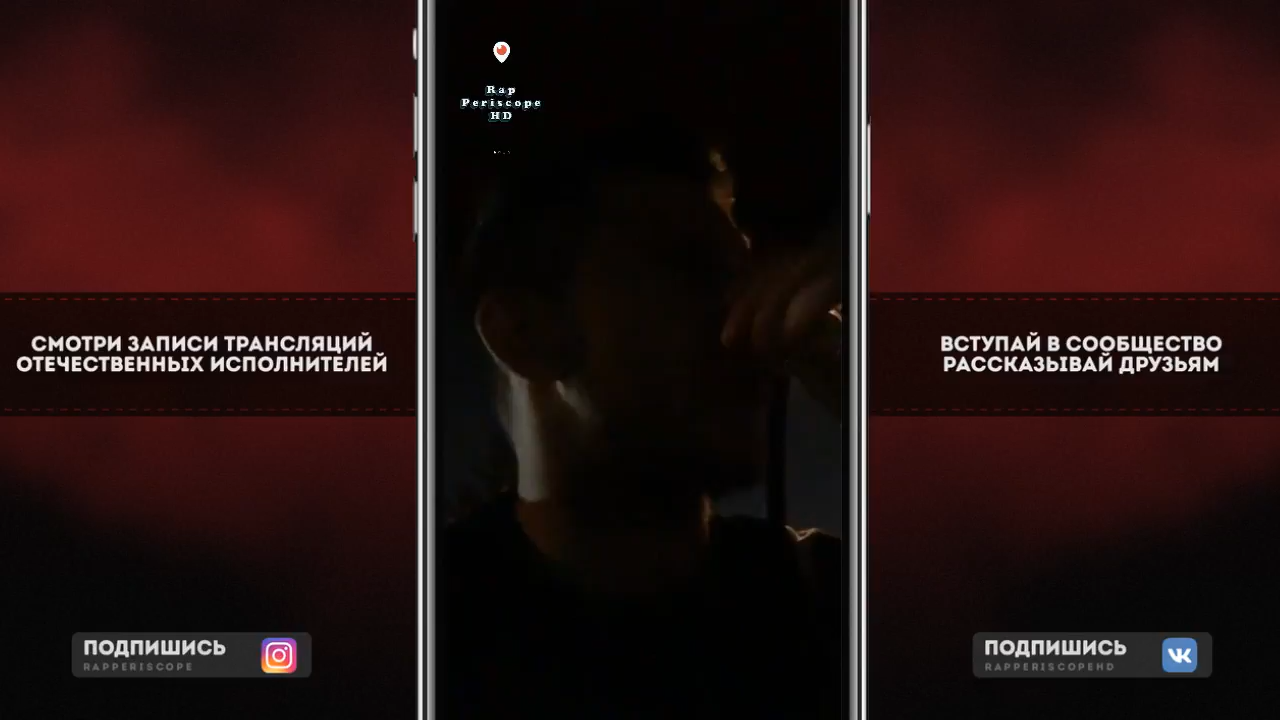 Rap
Periscope
HD
СМОТРИ ЗАПИСИ ТРАНСЛЯЦИЙ
ОТЕЧЕСТВЕННЫХ ИСПОЛНИТЕЛЕЙ
ВСТУПАЙ В СООБЩЕСТВО
РАССКАЗЫВАЙ ДРУЗЬЯМ
ПОДПИШИСЬ
RAPPERISCOPE
ПОДПИШИСЬ
RAPPERISCOPEHD